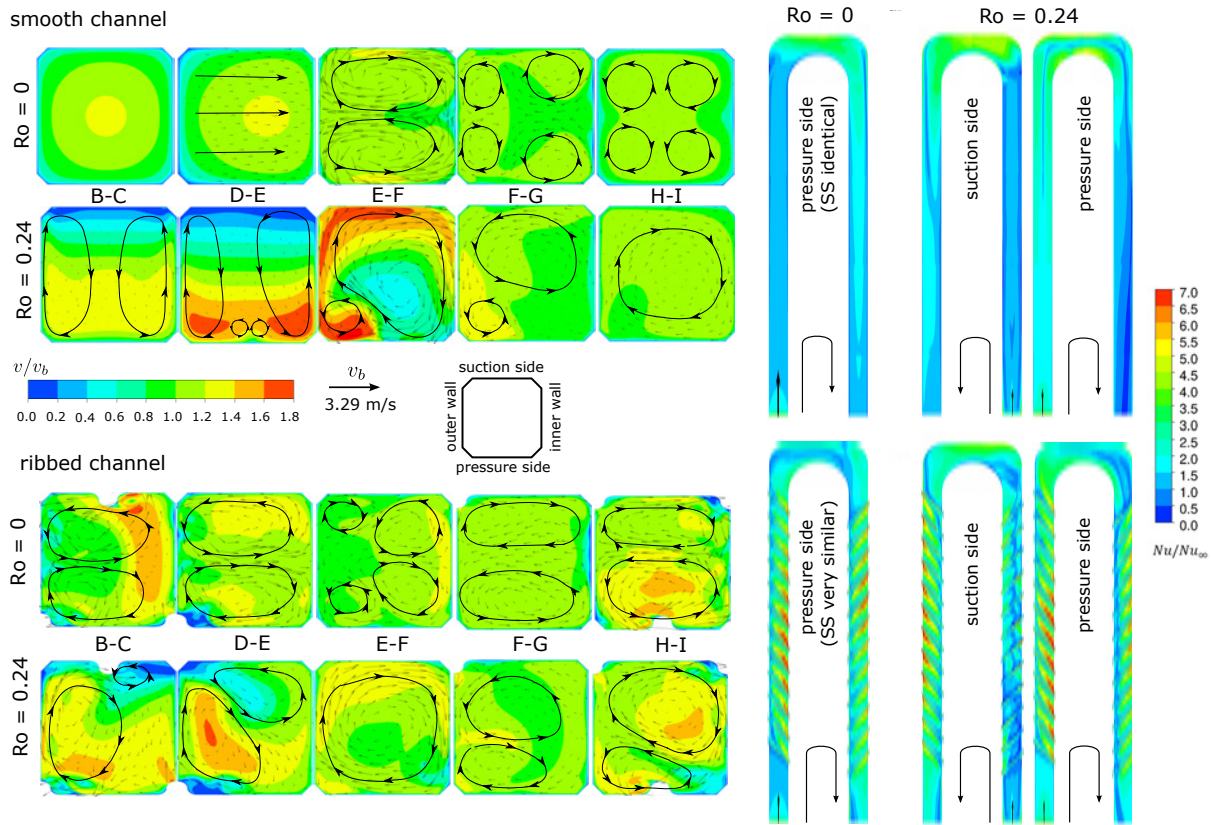 smooth channel
Ro = 0
B-C
D-E
E-F
F-G
H-I
Ro = 0.24
v/v_b
0.0 0.2 0.4 0.6 0.8 1.0 1.2 1.4 1.6 1.8
v_b
3.29 m/s
suction side
outer wall
inner wall
pressure side
ribbed channel
Ro = 0
B-C
D-E
E-F
F-G
H-I
Ro = 0.24
Ro = 0
Ro = 0.24
pressure side
(SS identical)
suction side
pressure side
pressure side
(SS very similar)
suction side
pressure side
7.0
6.5
6.0
5.5
5.0
4.5
4.0
3.5
3.0
2.5
2.0
1.5
1.0
0.5
0.0
Nu/Nu∞